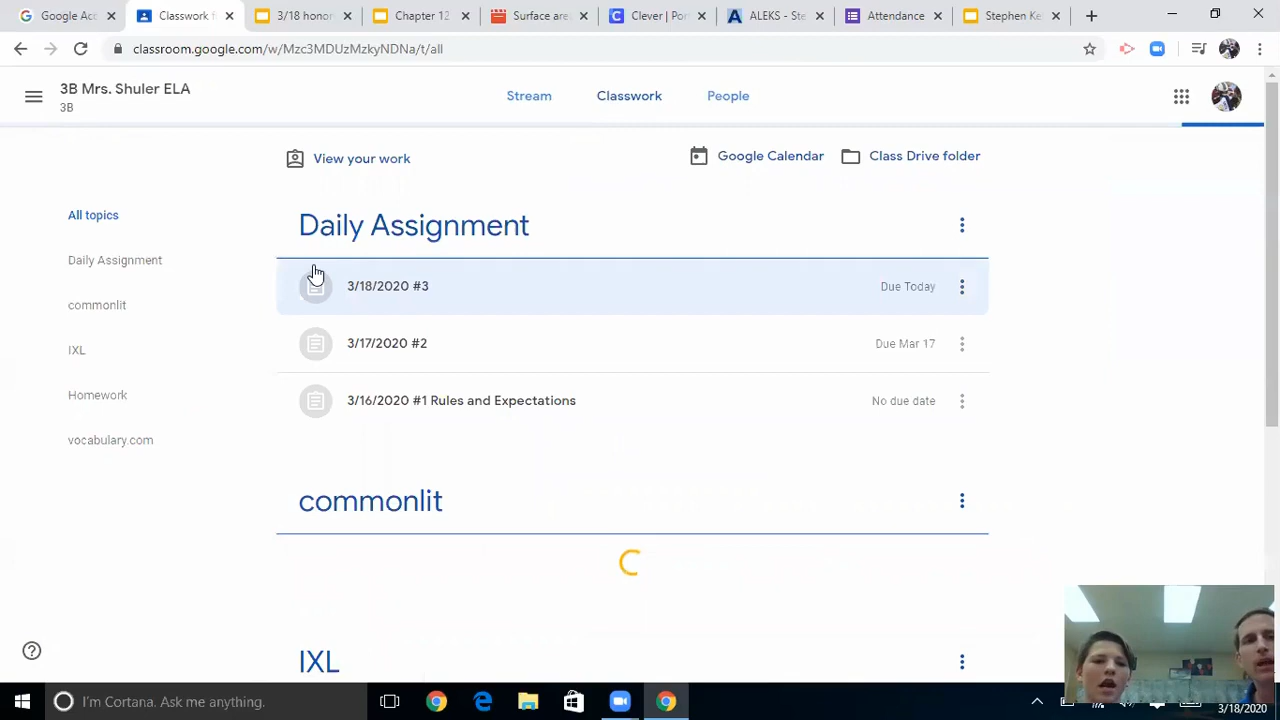 Google Acc
Classwork f
3/18 honor
Chapter 12
Surface are
Clever | Por
ALEKS - Ste
Attendance
Stephen Ke
classroom.google.com/w/Mzc3MDUzMzkyNDNa/t/all
3B Mrs. Shuler ELA
3B
Stream
Classwork
People
View your work
Google Calendar
Class Drive folder
All topics
Daily Assignment
commonlit
IXL
Homework
vocabulary.com
Daily Assignment
3/18/2020 #3
Due Today
3/17/2020 #2
Due Mar 17
3/16/2020 #1 Rules and Expectations
No due date
commonlit
IXL
I'm Cortana. Ask me anything.
3/18/2020